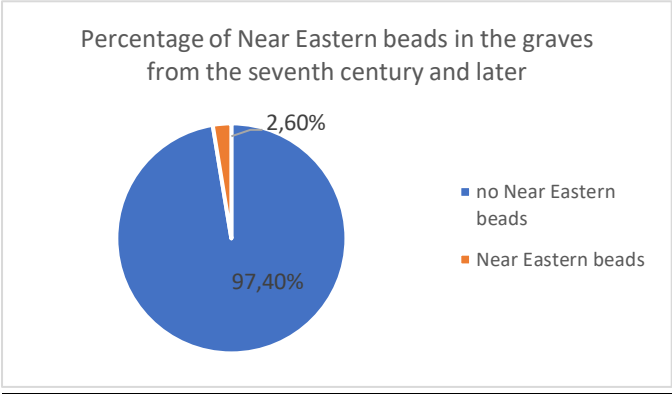 Percentage of Near Eastern beads in the graves
from the seventh century and later
2,60%
97,40%
no Near Eastern
beads
Near Eastern beads